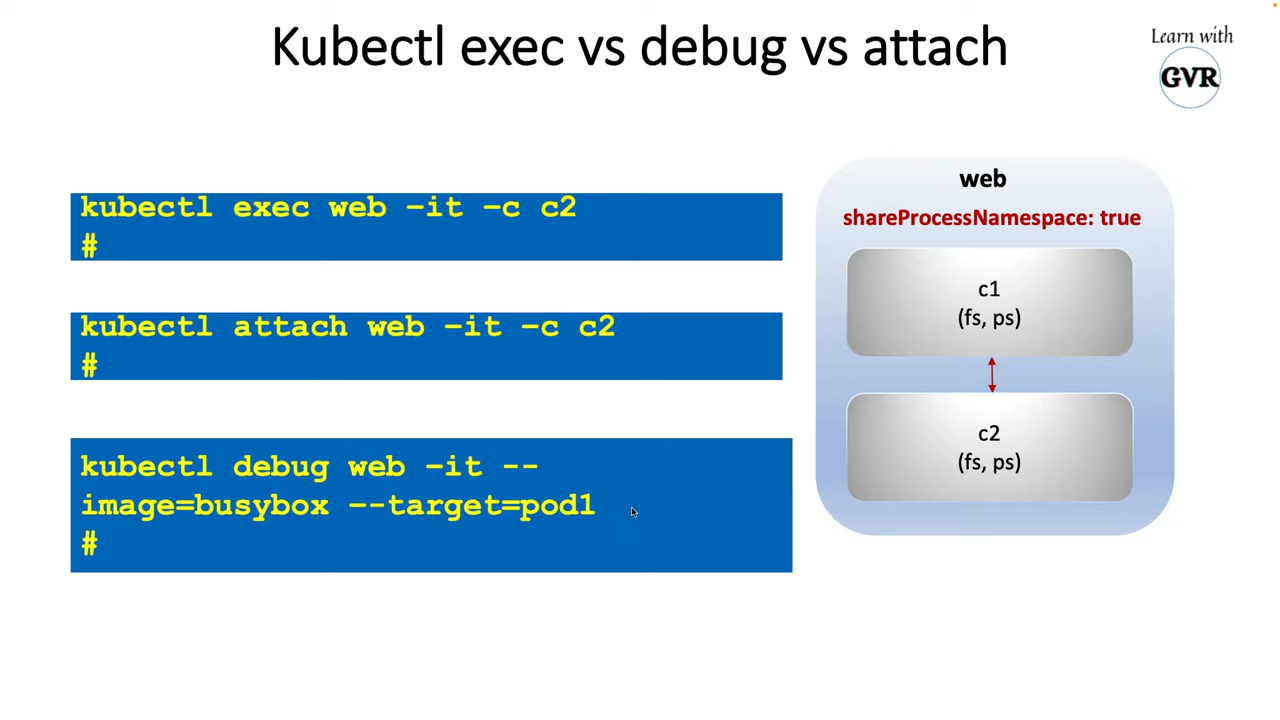 Kubectl exec vs debug vs attach
Learn with
GVR
kubectl exec web –it –c c2
#
kubectl attach web –it –c c2
#
kubectl debug web –it --
image=busybox –-target=pod1
#
web
shareProcessNamespace: true
c1
(fs, ps)
c2
(fs, ps)